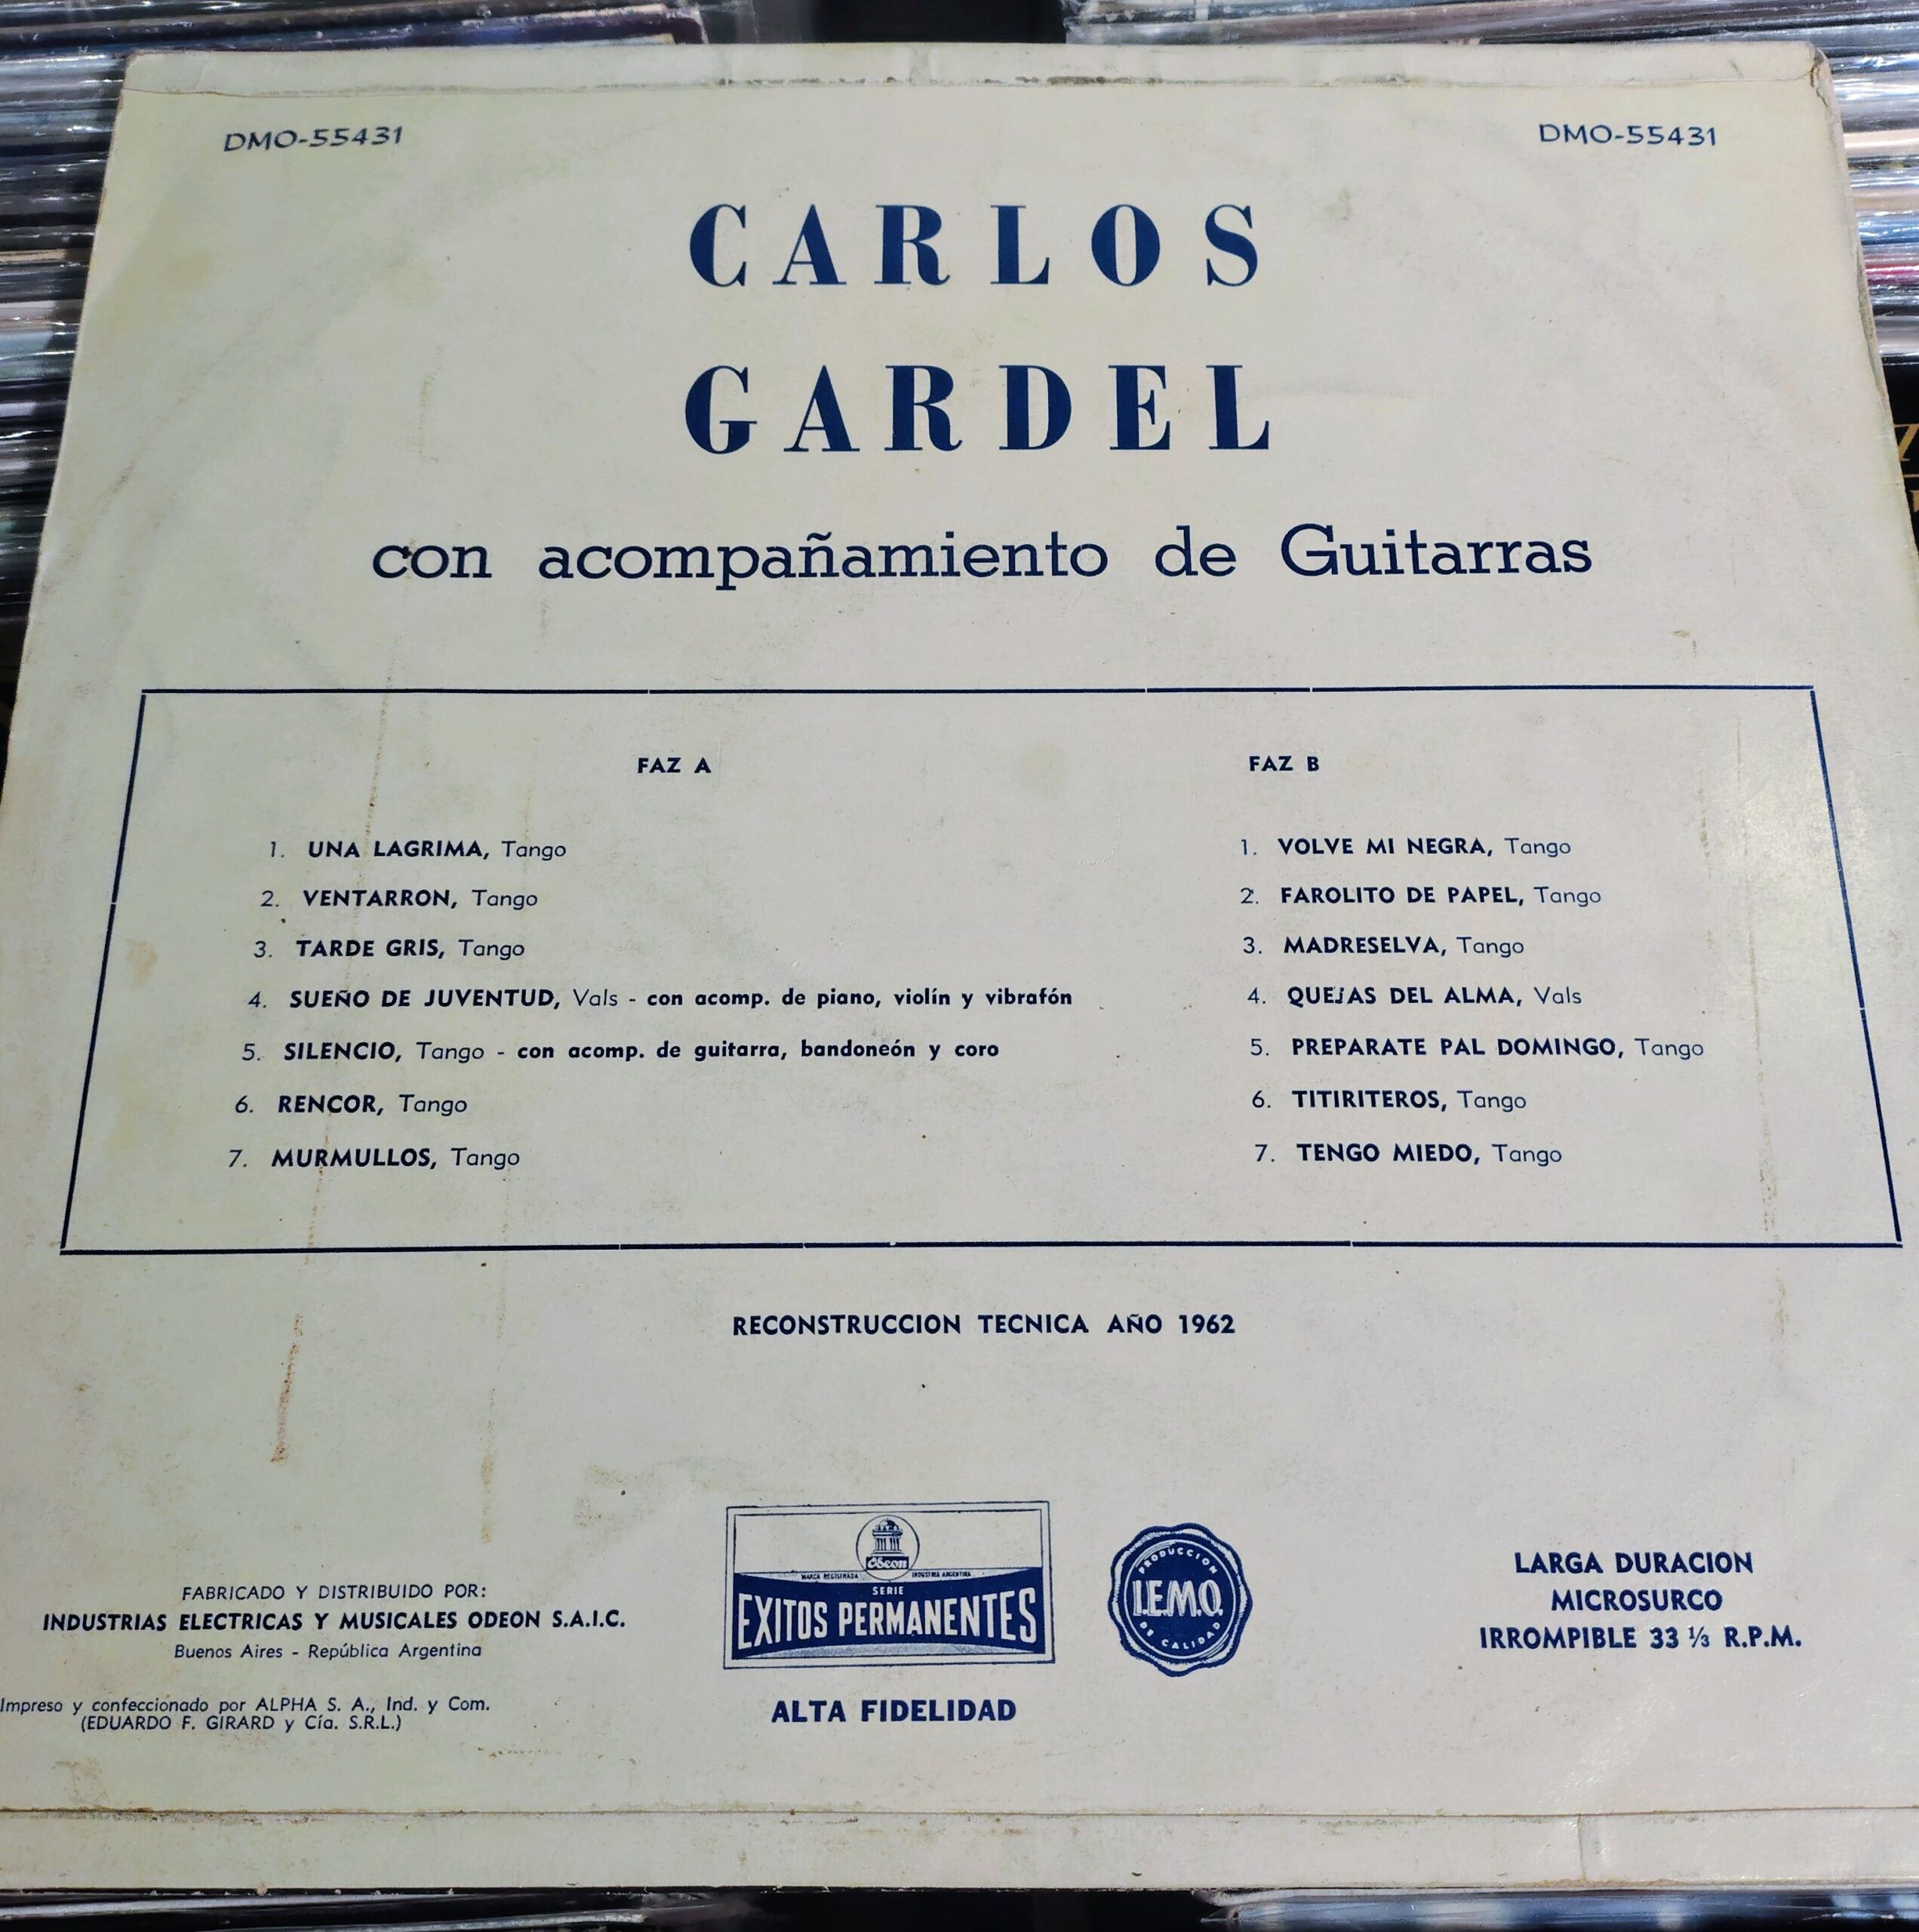 DMO-55431
DMO-55431
CARLOS
GARDEL
con acompañamiento de Guitarras
FAZ A
1. UNA LAGRIMA, Tango
2. VENTARRON, Tango
3. TARDE GRIS, Tango
4. SUEÑO DE JUVENTUD, Vals - con acomp. de piano, violín y vibrafón
5. SILENCIO, Tango - con acomp. de guitarra, bandoneón y coro
6. RENCOR, Tango
7. MURMULLOS, Tango
FAZ B
1. VOLVE MI NEGRA, Tango
2. FAROLITO DE PAPEL, Tango
3. MADRESELVA, Tango
4. QUEJAS DEL ALMA, Vals
5. PREPARATE PAL DOMINGO, Tango
6. TITIRITEROS, Tango
7. TENGO MIEDO, Tango
RECONSTRUCCION TECNICA AÑO 1962
FABRICADO Y DISTRIBUIDO POR:
INDUSTRIAS ELECTRICAS Y MUSICALES ODEON S.A.I.C.
Buenos Aires - República Argentina
Impreso y confeccionado por ALPHA S. A., Ind. y Com.
(EDUARDO F. GIRARD y Cía. S.R.L.)
Odeon
MARCA REGISTRADA INDUSTRIA ARGENTINA
SERIE
EXITOS PERMANENTES
ALTA FIDELIDAD
PRODUCCION
I.E.M.O.
DE CALIDAD
LARGA DURACION
MICROSURCO
IRROMPIBLE 33 ⅓ R.P.M.